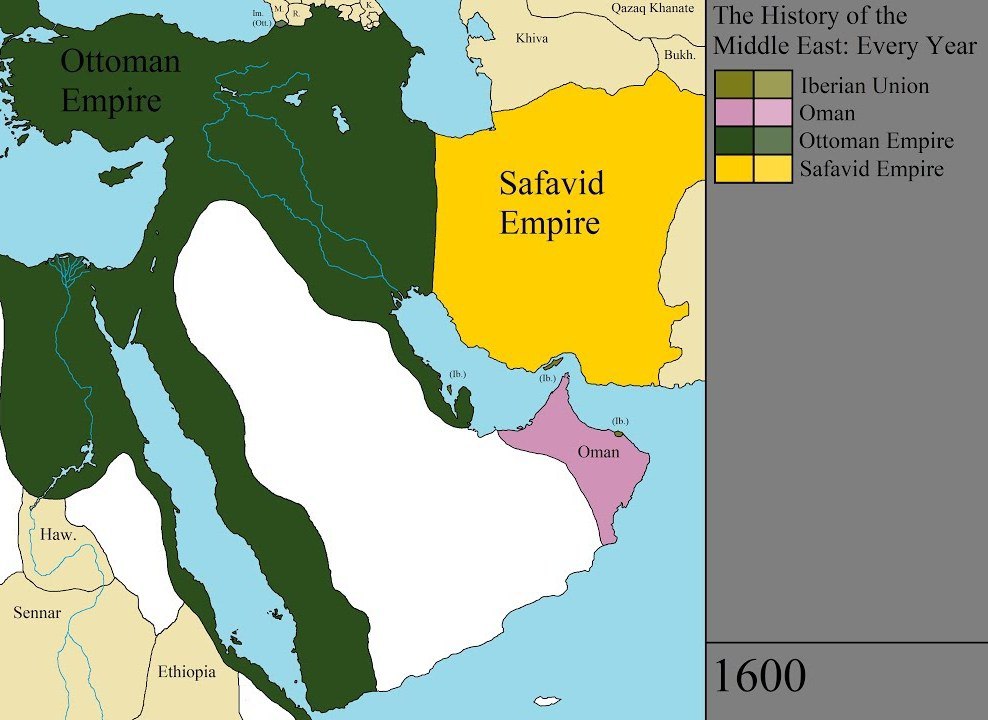 Im.
(Ott.)
M.
R.
K.
Qazaq Khanate
Khiva
Bukh.
Ottoman
Empire
Safavid
Empire
(Ib.)
(Ib.)
(Ib.)
Oman
Haw.
Sennar
Ethiopia
The History of the
Middle East: Every Year
Iberian Union
Oman
Ottoman Empire
Safavid Empire
1600